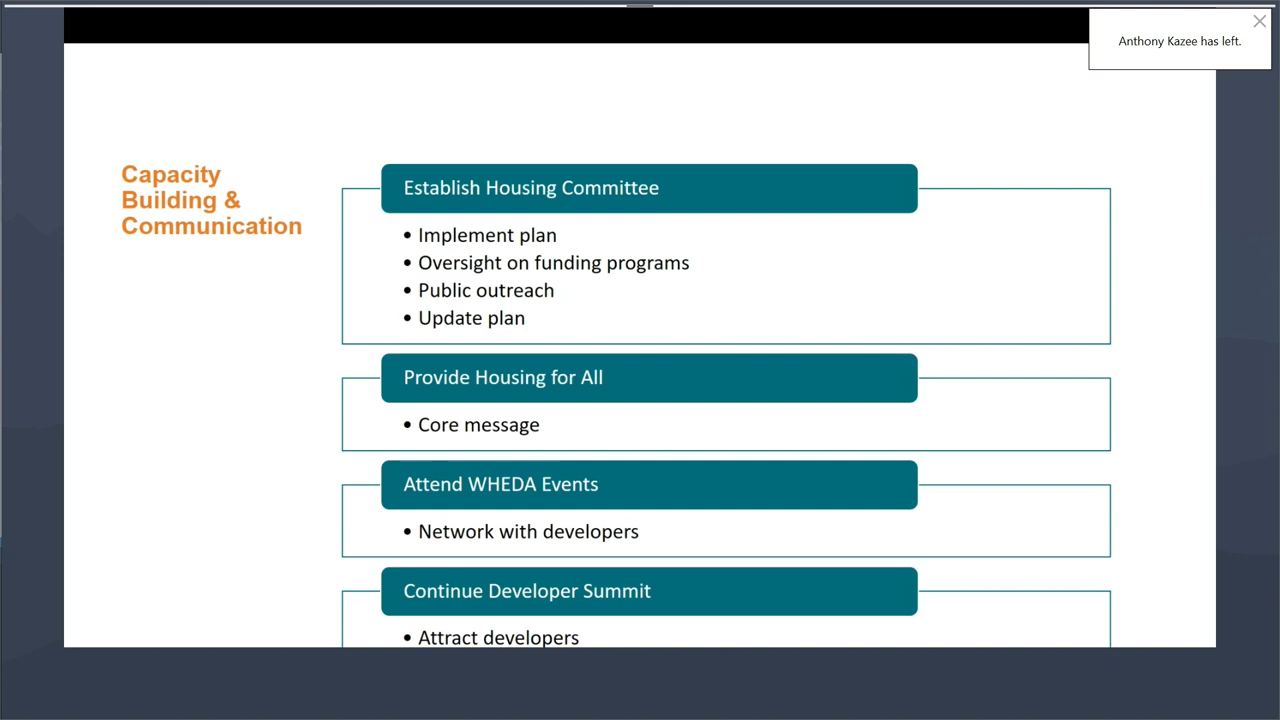 Anthony Kazee has left.
Capacity
Building &
Communication
Establish Housing Committee
• Implement plan
• Oversight on funding programs
• Public outreach
• Update plan
Provide Housing for All
• Core message
Attend WHEDA Events
• Network with developers
Continue Developer Summit
• Attract developers